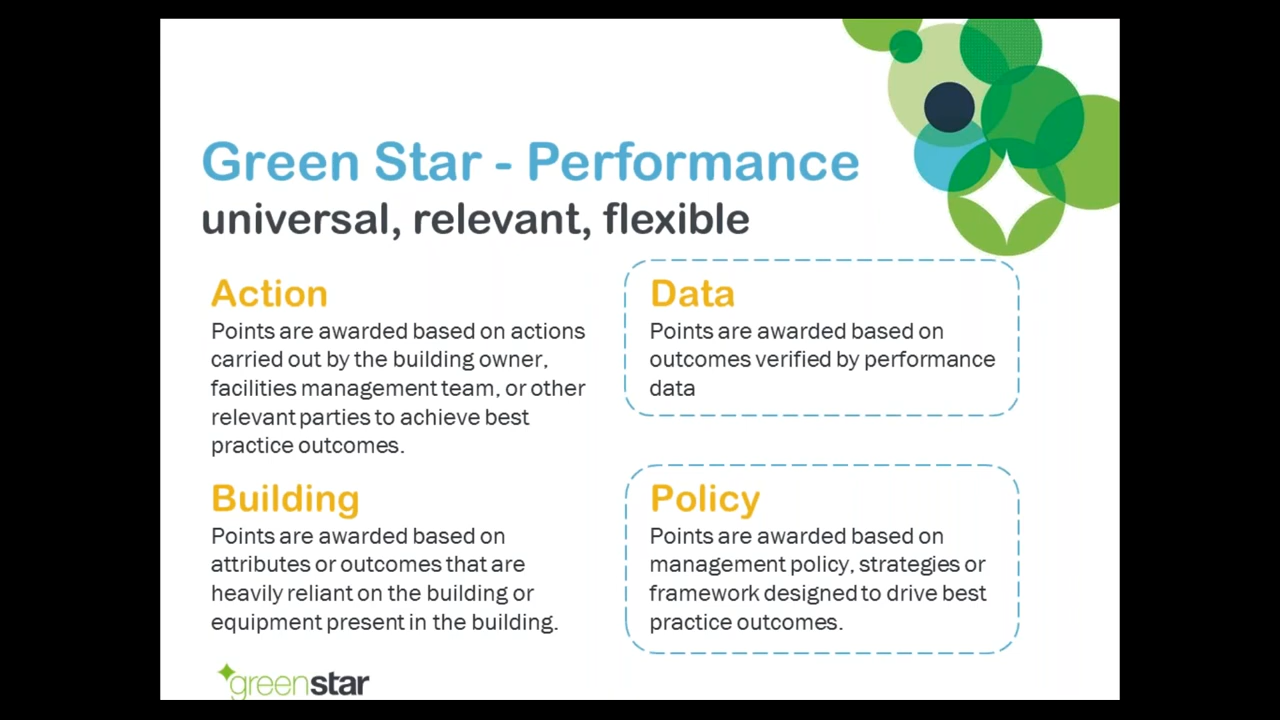 Green Star - Performance
universal, relevant, flexible
Action
Points are awarded based on actions
carried out by the building owner,
facilities management team, or other
relevant parties to achieve best
practice outcomes.
Data
Points are awarded based on
outcomes verified by performance
data
Building
Points are awarded based on
attributes or outcomes that are
heavily reliant on the building or
equipment present in the building.
Policy
Points are awarded based on
management policy, strategies or
framework designed to drive best
practice outcomes.
greenstar